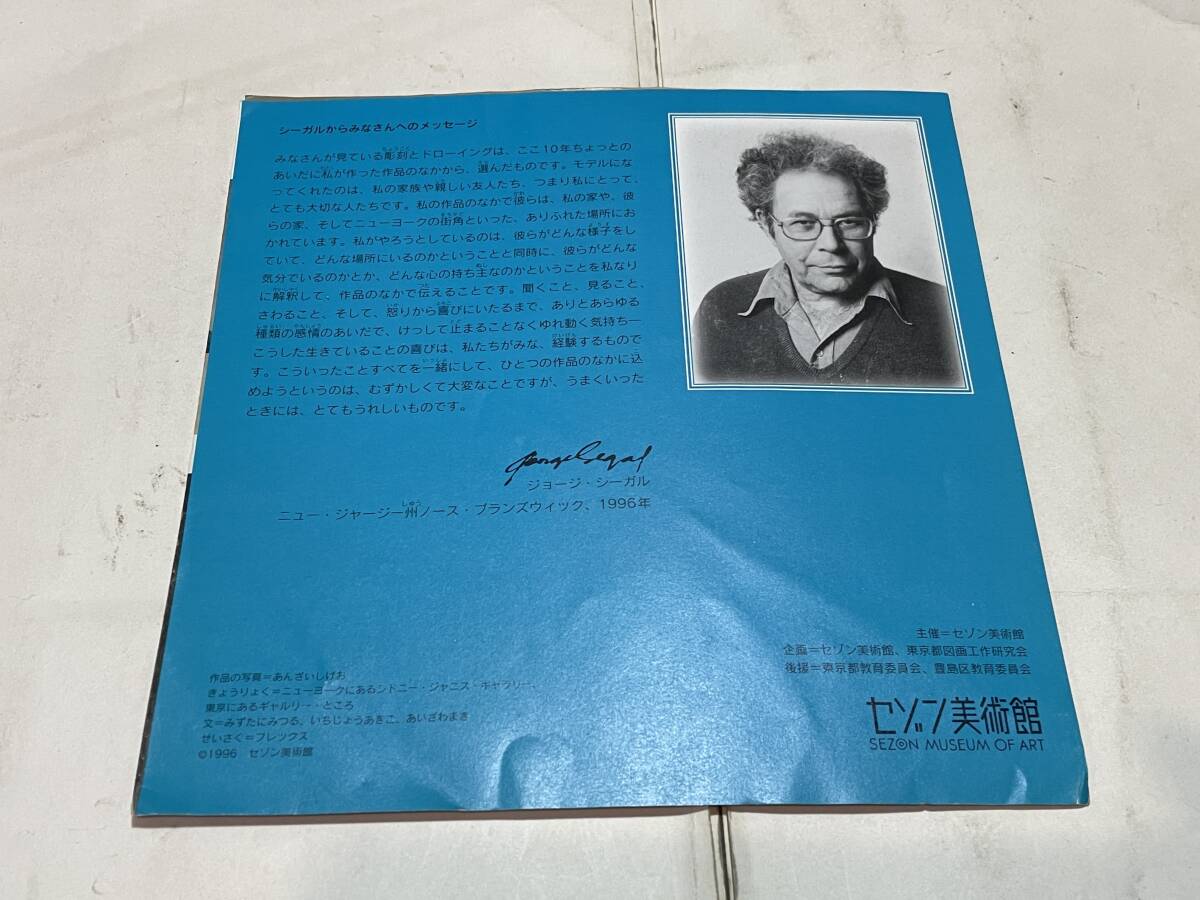 シーガルからみなさんへのメッセージ
みなさんが見ている彫刻とドローイングは、ここ10年ちょっとの
あいだに私が作った作品のなかから、選んだものです。モデルにな
ってくれたのは、私の家族や親しい友人たち、つまり私にとって、
とても大切な人たちです。私の作品のなかで彼らは、私の家や、彼
らの家、そしてニューヨークの街角といった、ありふれた場所にお
かれています。私がやろうとしているのは、彼らがどんな様子をし
ていて、どんな場所にいるのかということと同時に、彼らがどんな
気分でいるのかとか、どんな心の持ち主なのかということを私なり
に解釈して、作品のなかで伝えることです。聞くこと、見ること、
さわること、そして、怒りから喜びにいたるまで、ありとあらゆる
種類の感情のあいだで、けっして止まることなくゆれ動く気持ち―
こうした生きていることの喜びは、私たちがみな、経験するもので
す。こういったことすべてを一緒にして、ひとつの作品のなかに込
めようというのは、むずかしくて大変なことですが、うまくいった
ときには、とてもうれしいものです。
George Segal
ジョージ・シーガル
ニュー・ジャージー州ノース・ブランズウィック、1996年
主催＝セゾン美術館
企画＝セゾン美術館、東京都図画工作研究会
後援＝東京都教育委員会、豊島区教育委員会
セゾン美術館
SEZON MUSEUM OF ART
作品の写真＝あんざいしげお
きょうりょく＝ニューヨークにあるシドニー・ジャニス・ギャラリー、
東京にあるギャルリー・ところ
文＝みずたにみつる、いちじょうあきこ、あいざわまき
せいさく＝フレックス
©1996　セゾン美術館